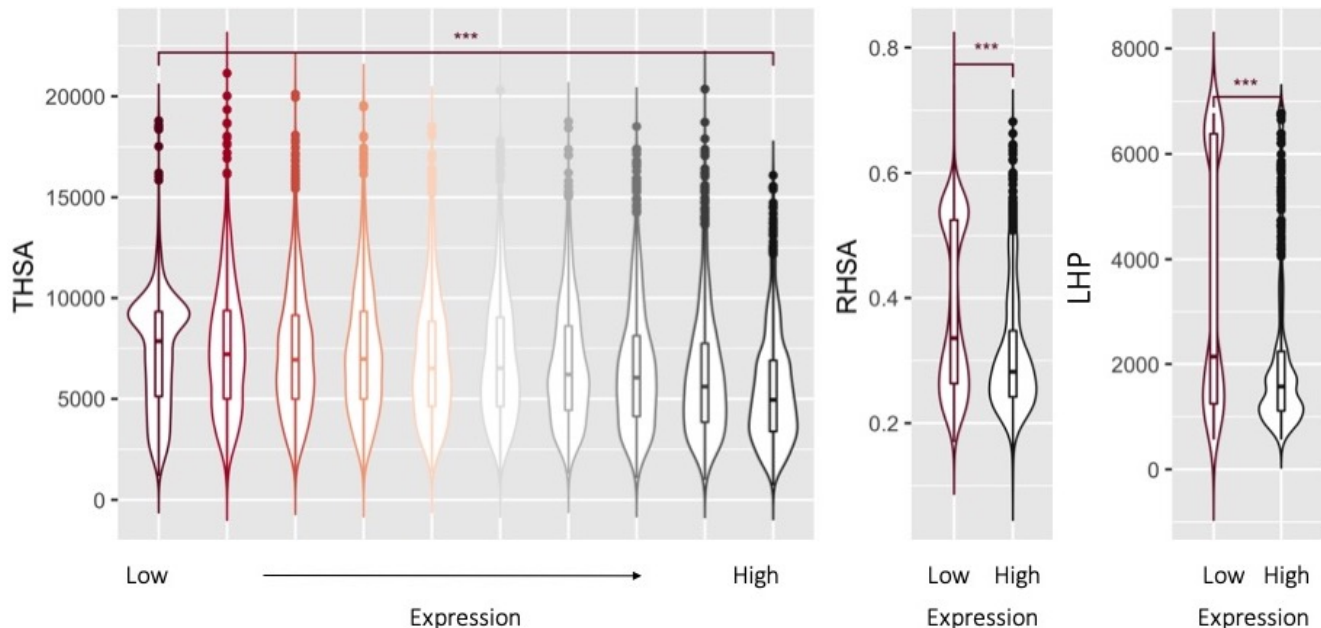 THSA
20000
15000
10000
5000
0
***
Low
High
Expression
RHSA
0.8
0.6
0.4
0.2
***
Low High
Expression
LHP
8000
6000
4000
2000
0
***
Low High
Expression